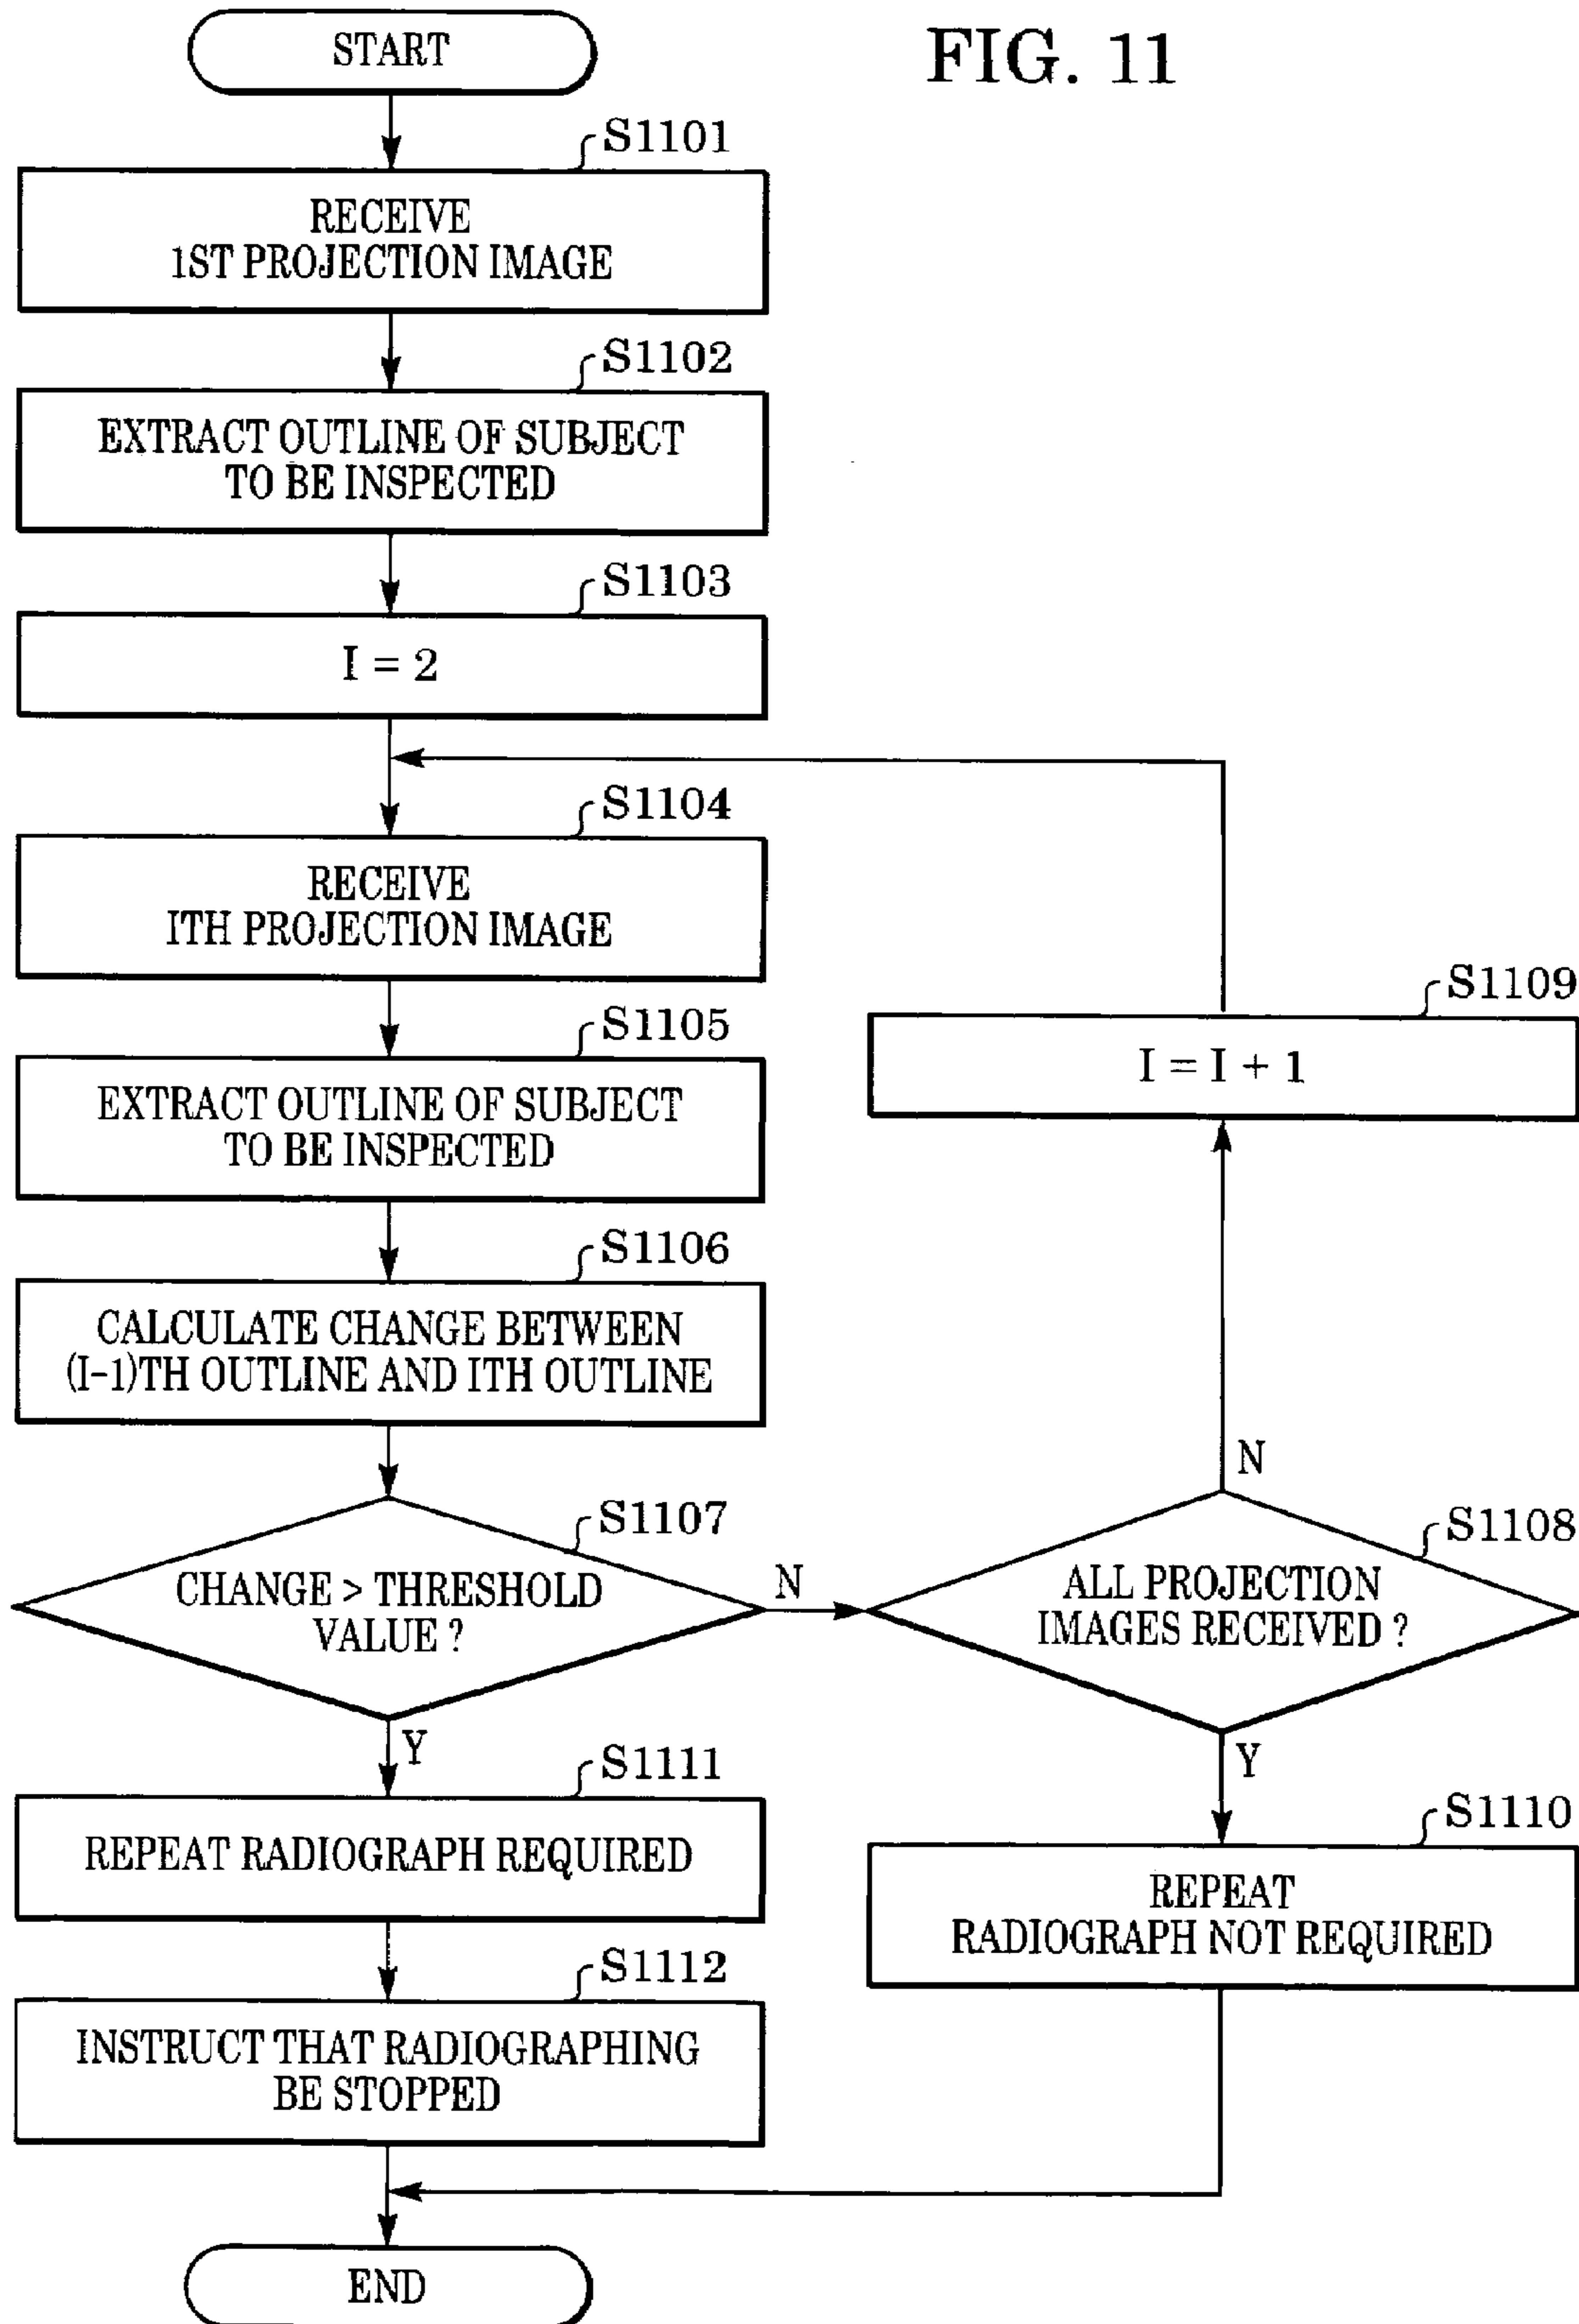 FIG. 11
START
S1101
RECEIVE
1ST PROJECTION IMAGE
S1102
EXTRACT OUTLINE OF SUBJECT
TO BE INSPECTED
S1103
I = 2
S1104
RECEIVE
ITH PROJECTION IMAGE
S1105
EXTRACT OUTLINE OF SUBJECT
TO BE INSPECTED
S1106
CALCULATE CHANGE BETWEEN
(I-1)TH OUTLINE AND ITH OUTLINE
S1107
CHANGE > THRESHOLD
VALUE ?
N
Y
S1108
ALL PROJECTION
IMAGES RECEIVED ?
N
Y
S1109
I = I + 1
S1110
REPEAT
RADIOGRAPH NOT REQUIRED
S1111
REPEAT RADIOGRAPH REQUIRED
S1112
INSTRUCT THAT RADIOGRAPHING
BE STOPPED
END